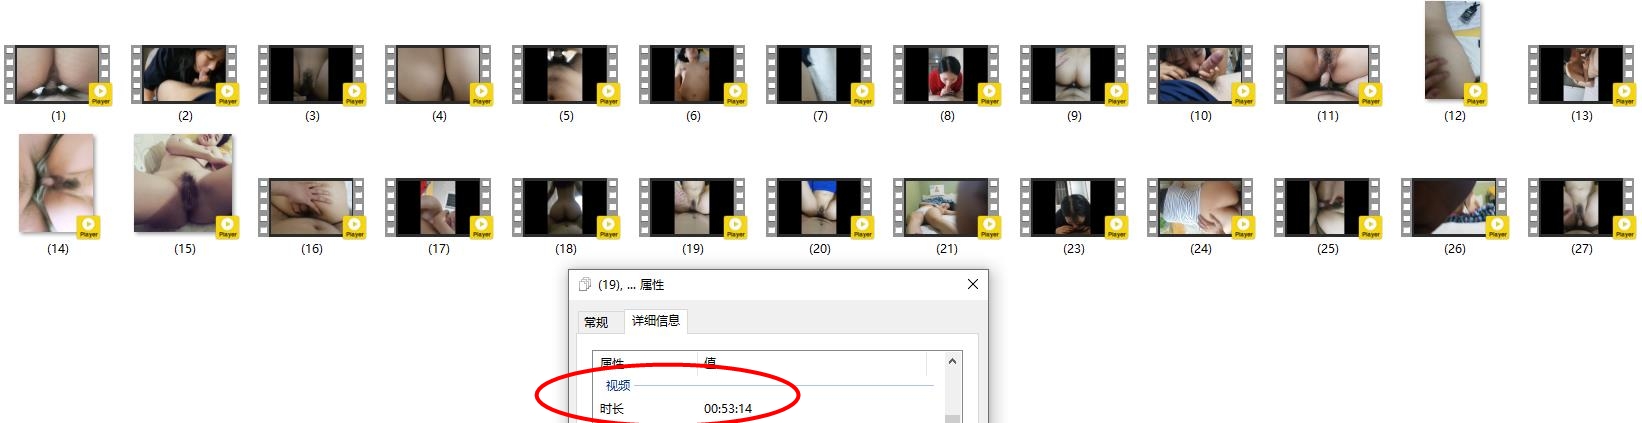 Player Player Player Player Player Player Player Player Player Player Player Player Player
(1) (2) (3) (4) (5) (6) (7) (8) (9) (10) (11) (12) (13)
Player Player Player Player Player Player Player Player Player Player Player Player Player
(14) (15) (16) (17) (18) (19) (20) (21) (23) (24) (25) (26) (27)
(19), ... 属性
常规 详细信息
属性 值
视频
时长 00:53:14